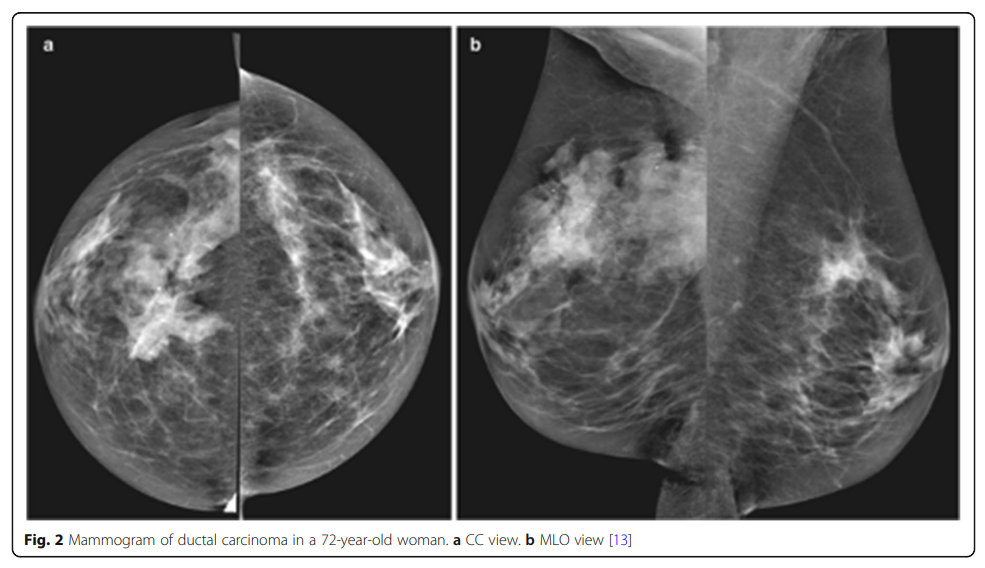 a
b
Fig. 2 Mammogram of ductal carcinoma in a 72-year-old woman. a CC view. b MLO view [13]